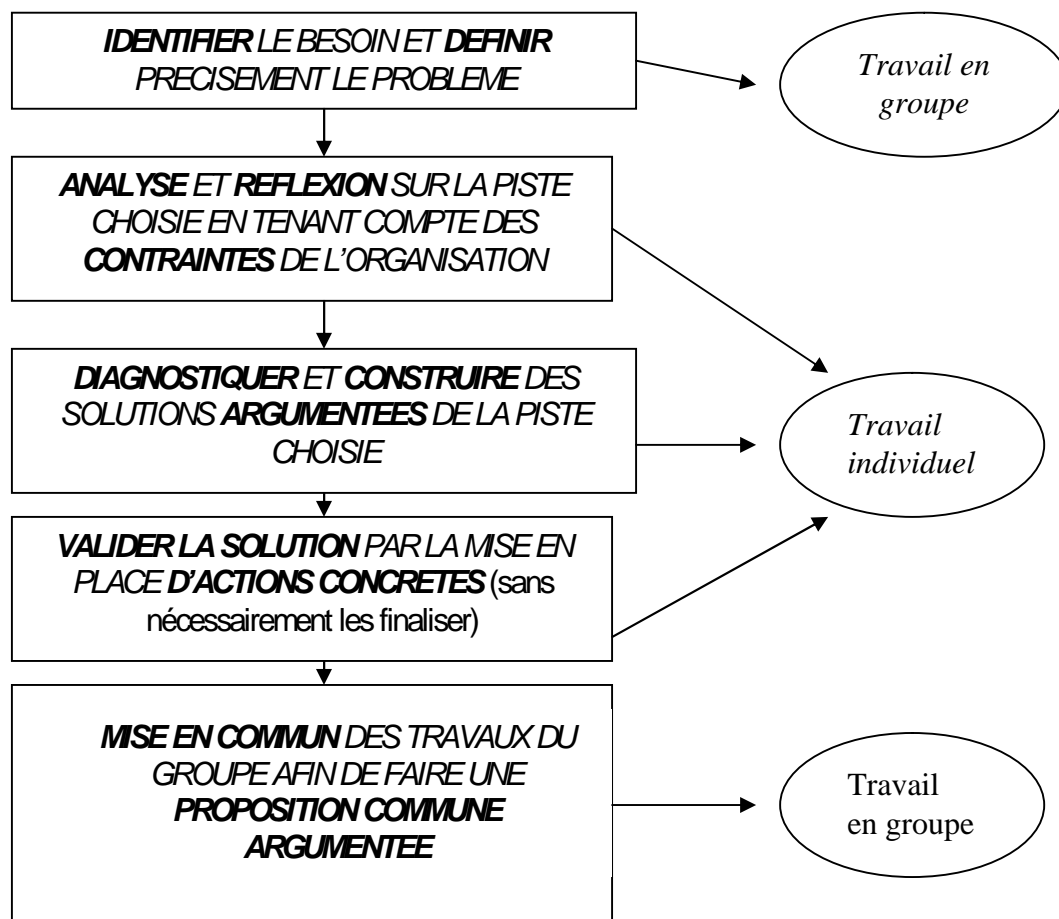 IDENTIFIER LE BESOIN ET DEFINIR
PRECISEMENT LE PROBLEME
Travail en
groupe
ANALYSE ET REFLEXION SUR LA PISTE
CHOISIE EN TENANT COMPTE DES
CONTRAINTES DE L'ORGANISATION
DIAGNOSTIQUER ET CONSTRUIRE DES
SOLUTIONS ARGUMENTEES DE LA PISTE
CHOISIE
Travail
individuel
VALIDER LA SOLUTION PAR LA MISE EN
PLACE D'ACTIONS CONCRETES (sans
nécessairement les finaliser)
MISE EN COMMUN DES TRAVAUX DU
GROUPE AFIN DE FAIRE UNE
PROPOSITION COMMUNE
ARGUMENTEE
Travail
en groupe